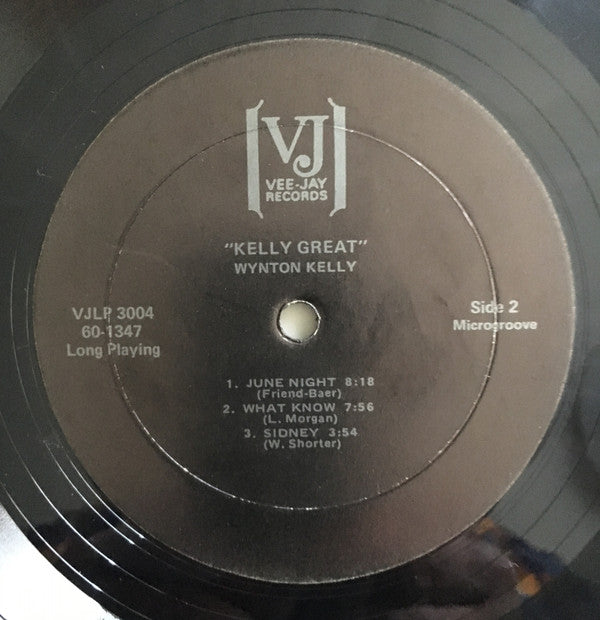 VJ
VEE-JAY
RECORDS
"KELLY GREAT"
WYNTON KELLY
VJLP 3004
60-1347
Long Playing
Side 2
Microgroove
1. JUNE NIGHT 8:18
(Friend-Baer)
2. WHAT KNOW 7:56
(L. Morgan)
3. SIDNEY 3:54
(W. Shorter)